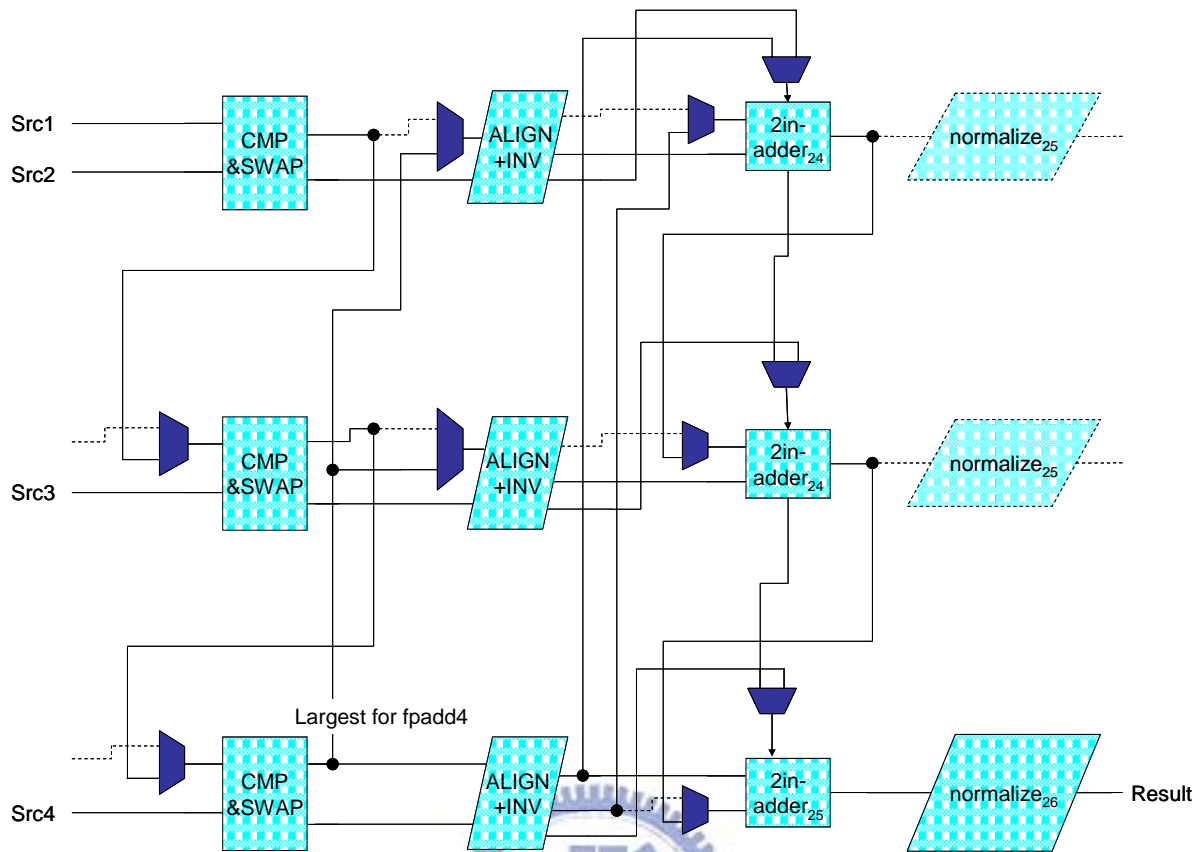 Src1
Src2
CMP
&SWAP
ALIGN
+INV
2in-
adder24
normalize25
Src3
CMP
&SWAP
ALIGN
+INV
2in-
adder24
normalize25
Largest for fpadd4
Src4
CMP
&SWAP
ALIGN
+INV
2in-
adder25
normalize26
Result